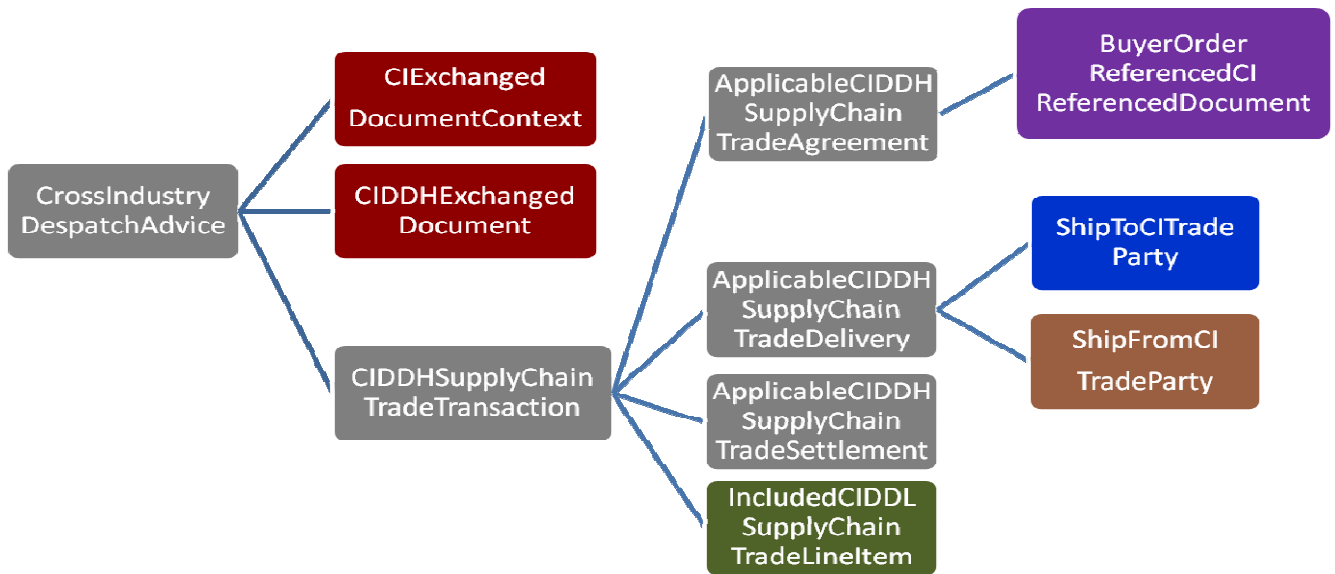 CrossIndustry
DespatchAdvice
CIExchanged
DocumentContext
CIDDHExchanged
Document
CIDDHSupplyChain
TradeTransaction
ApplicableCIDDH
SupplyChain
TradeAgreement
ApplicableCIDDH
SupplyChain
TradeDelivery
ApplicableCIDDH
SupplyChain
TradeSettlement
IncludedCIDDL
SupplyChain
TradeLineItem
BuyerOrder
ReferencedCI
ReferencedDocument
ShipToCITrade
Party
ShipFromCI
TradeParty